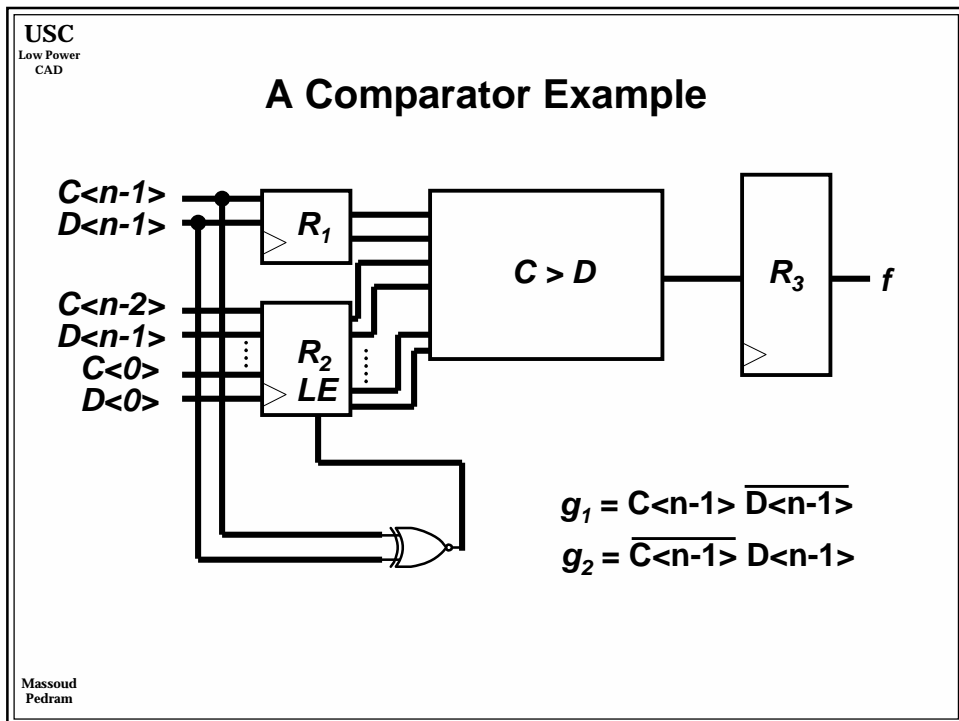 USC
Low Power
CAD
A Comparator Example
C<n-1>
D<n-1>
R1
C<n-2>
D<n-1>
C<0>
D<0>
R2
LE
C > D
R3
f
g1 = C<n-1> D̅<̅n̅-̅1̅>̅
g2 = C̅<̅n̅-̅1̅>̅ D<n-1>
Massoud
Pedram